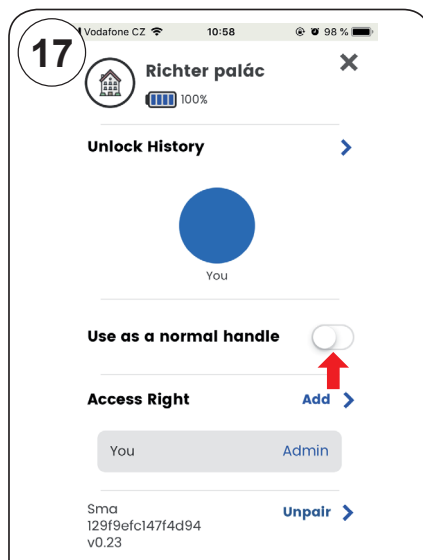 17
Vodafone CZ 10:58 98 %
Richter palác
100%
Unlock History
You
Use as a normal handle
Access Right Add
You Admin
Sma Unpair
129f9efc147f4d94
v0.23